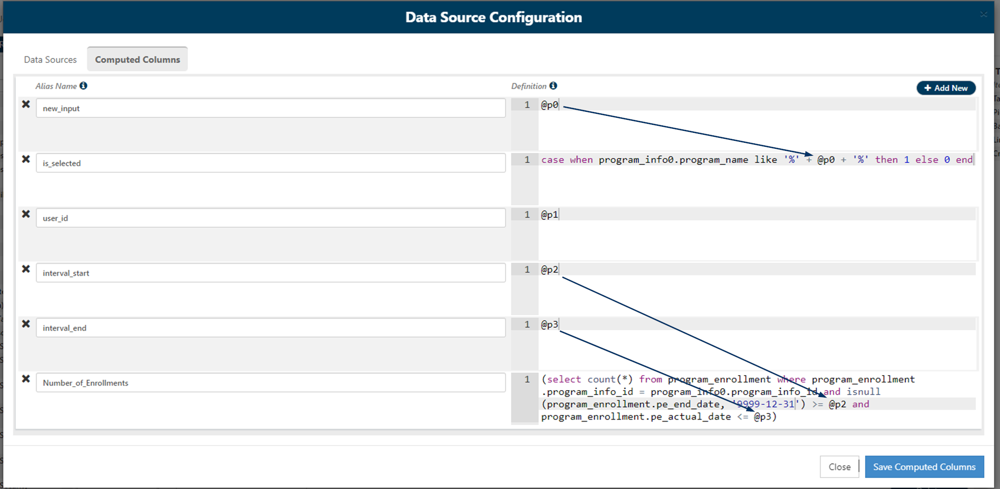 Data Source Configuration
Data Sources
Computed Columns
Alias Name
Definition
+ Add New
new_input
1 @p0
is_selected
1 case when program_info0.program_name like '%' + @p0 + '%' then 1 else 0 end
user_id
1 @p1
interval_start
1 @p2
interval_end
1 @p3
Number_of_Enrollments
1 (select count(*) from program_enrollment where program_enrollment
.program_info_id = program_info0.program_info_id and isnull
(program_enrollment.pe_end_date, '9999-12-31') >= @p2 and
program_enrollment.pe_actual_date <= @p3)
Close
Save Computed Columns